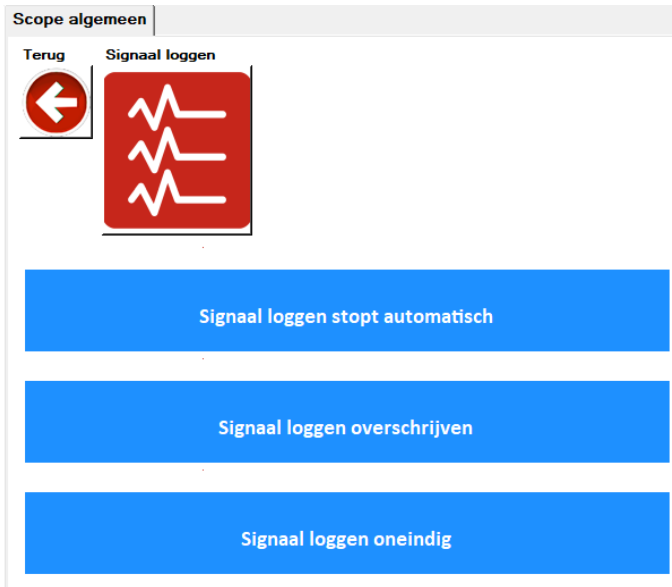 Scope algemeen
Terug Signaal loggen
Signaal loggen stopt automatisch
Signaal loggen overschrijven
Signaal loggen oneindig